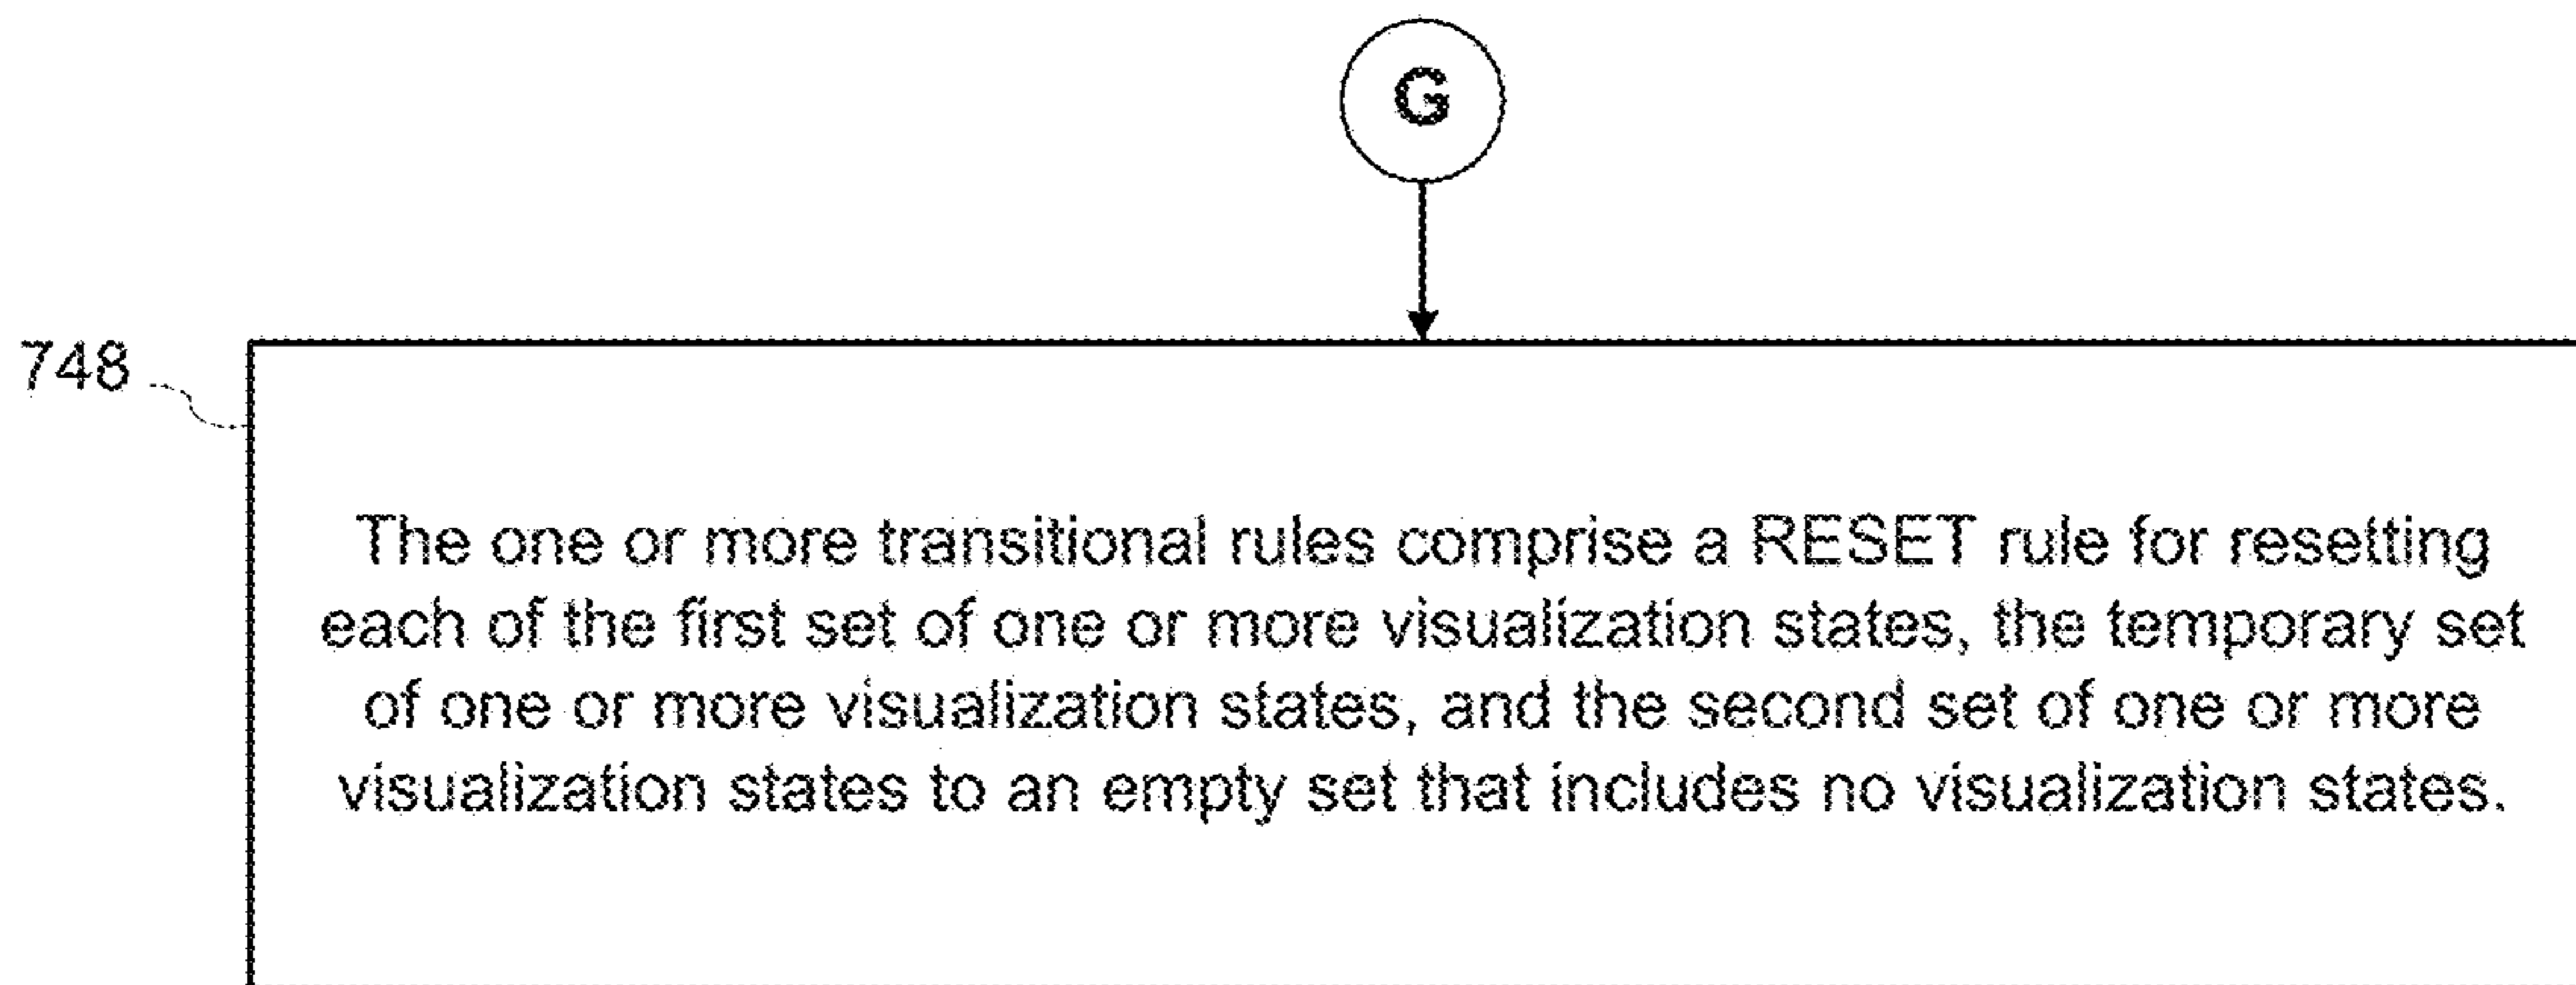 G
748
The one or more transitional rules comprise a RESET rule for resetting
each of the first set of one or more visualization states, the temporary set
of one or more visualization states, and the second set of one or more
visualization states to an empty set that includes no visualization states.